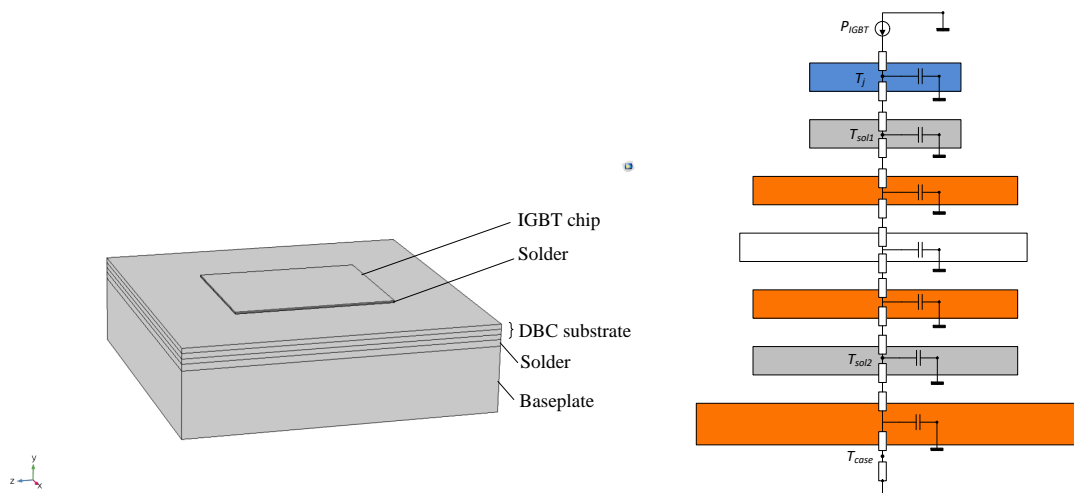 IGBT chip
Solder
DBC substrate
Solder
Baseplate
y
z
x
P_IGBT
T_j
T_sol1
T_sol2
T_case